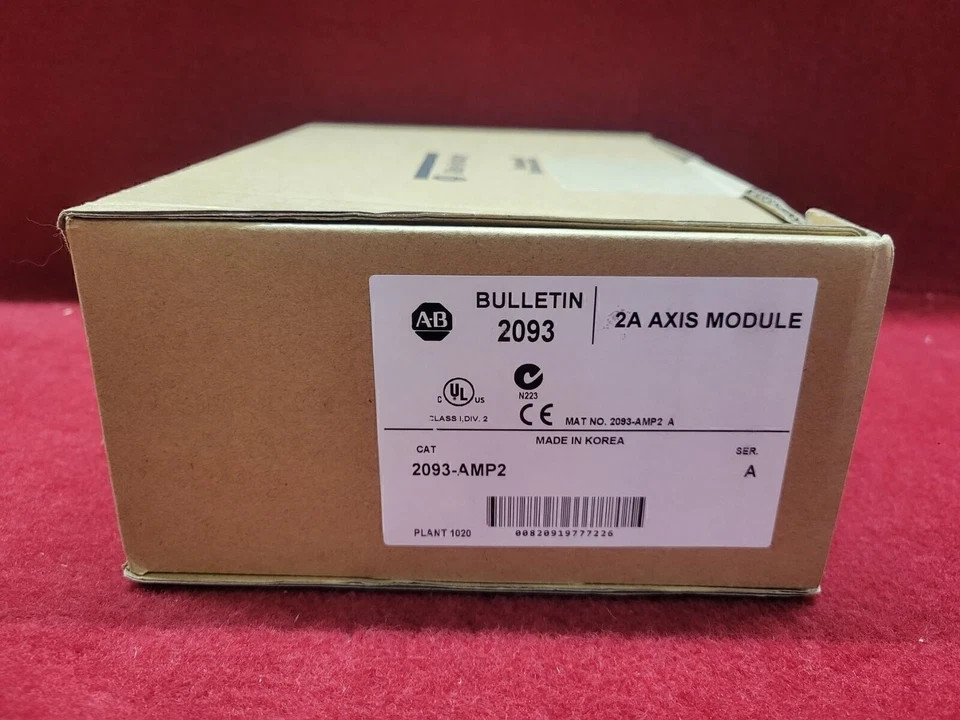 BULLETIN
2093
2A AXIS MODULE
A-B
C UL US
N223
CLASS I, DIV. 2
CE
MAT NO. 2093-AMP2 A
MADE IN KOREA
CAT
SER.
2093-AMP2
A
PLANT 1020
00820919777226